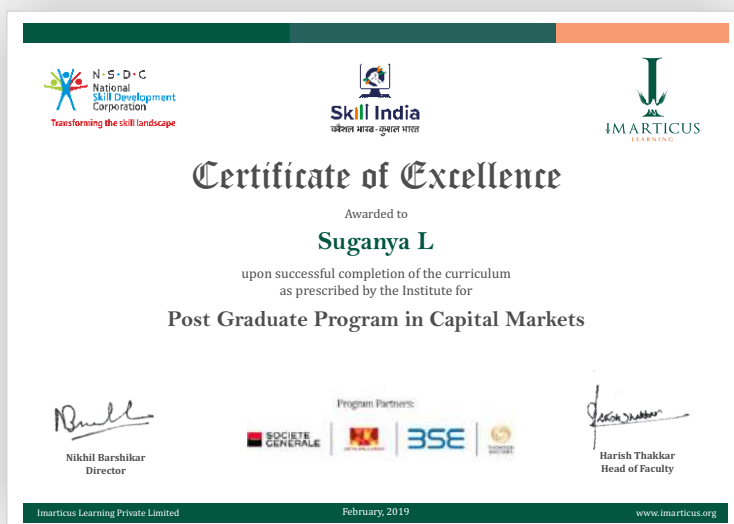 N·S·D·C
National
Skill Development
Corporation
Transforming the skill landscape
Skill India
कौशल भारत - कुशल भारत
IMARTICUS
LEARNING
Certificate of Excellence
Awarded to
Suganya L
upon successful completion of the curriculum
as prescribed by the Institute for
Post Graduate Program in Capital Markets
Program Partners:
SOCIETE
GENERALE
BSE
Nikhil Barshikar
Director
Harish Thakkar
Head of Faculty
Imarticus Learning Private Limited
February, 2019
www.imarticus.org